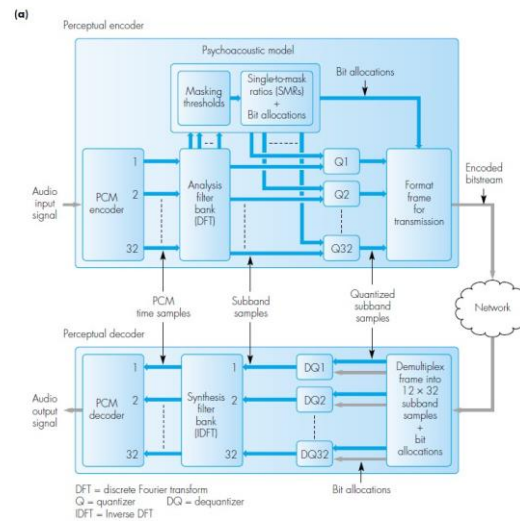 (a)
Perceptual encoder
Psychoacoustic model
Masking
thresholds
Single-to-mask
ratios (SMRs)
+
Bit allocations
Bit allocations
Audio
input
signal
PCM
encoder
1
2
32
Analysis
filter
bank
(DFT)
Q1
Q2
Q32
Format
frame
for
transmission
Encoded
bitstream
PCM
time samples
Subband
samples
Quantized
subband
samples
Network
Perceptual decoder
Audio
output
signal
PCM
decoder
1
2
32
Synthesis
filter
bank
(IDFT)
1
2
32
DQ1
DQ2
DQ32
Demultiplex
frame into
12 × 32
subband
samples
+
bit
allocations
Bit allocations
DFT = discrete Fourier transform
Q = quantizer DQ = dequantizer
IDFT = Inverse DFT